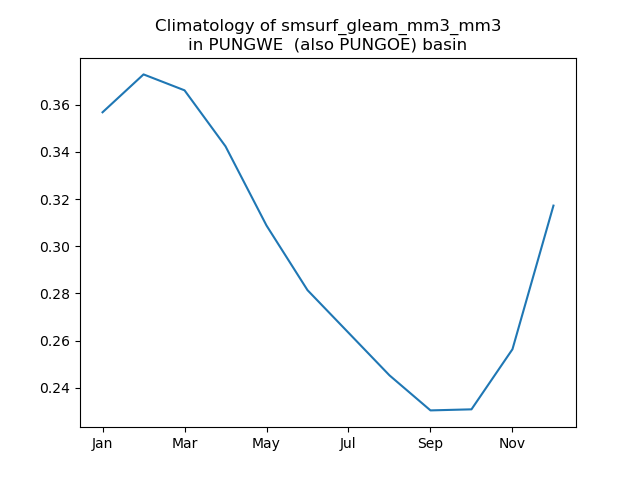 Climatology of smsurf_gleam_mm3_mm3
in PUNGWE  (also PUNGOE) basin
0.36
0.34
0.32
0.30
0.28
0.26
0.24
Jan
Mar
May
Jul
Sep
Nov